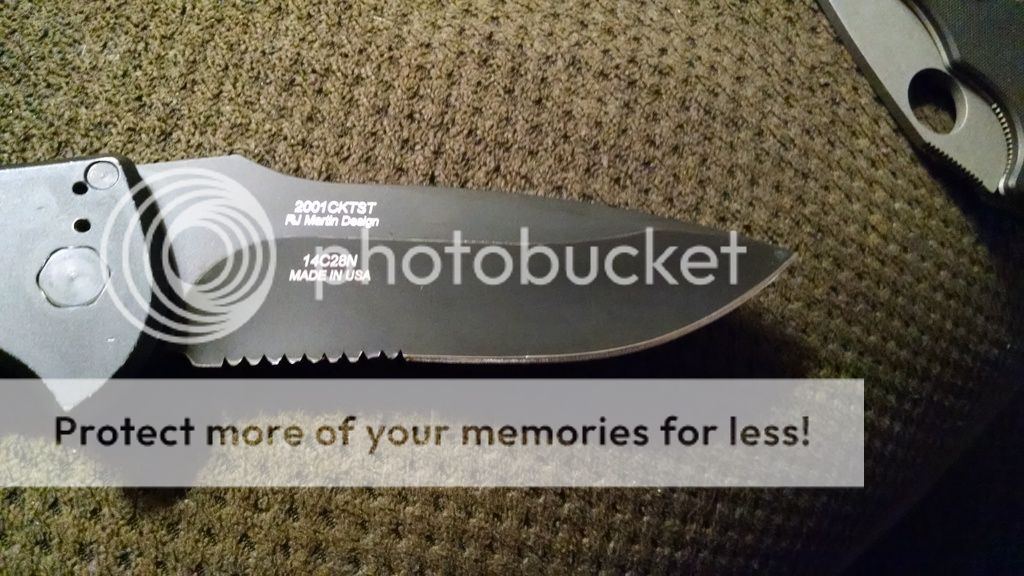 2001CKTST
RJ Martin Design
14C28N
MADE IN USA
photobucket
Protect more of your memories for less!